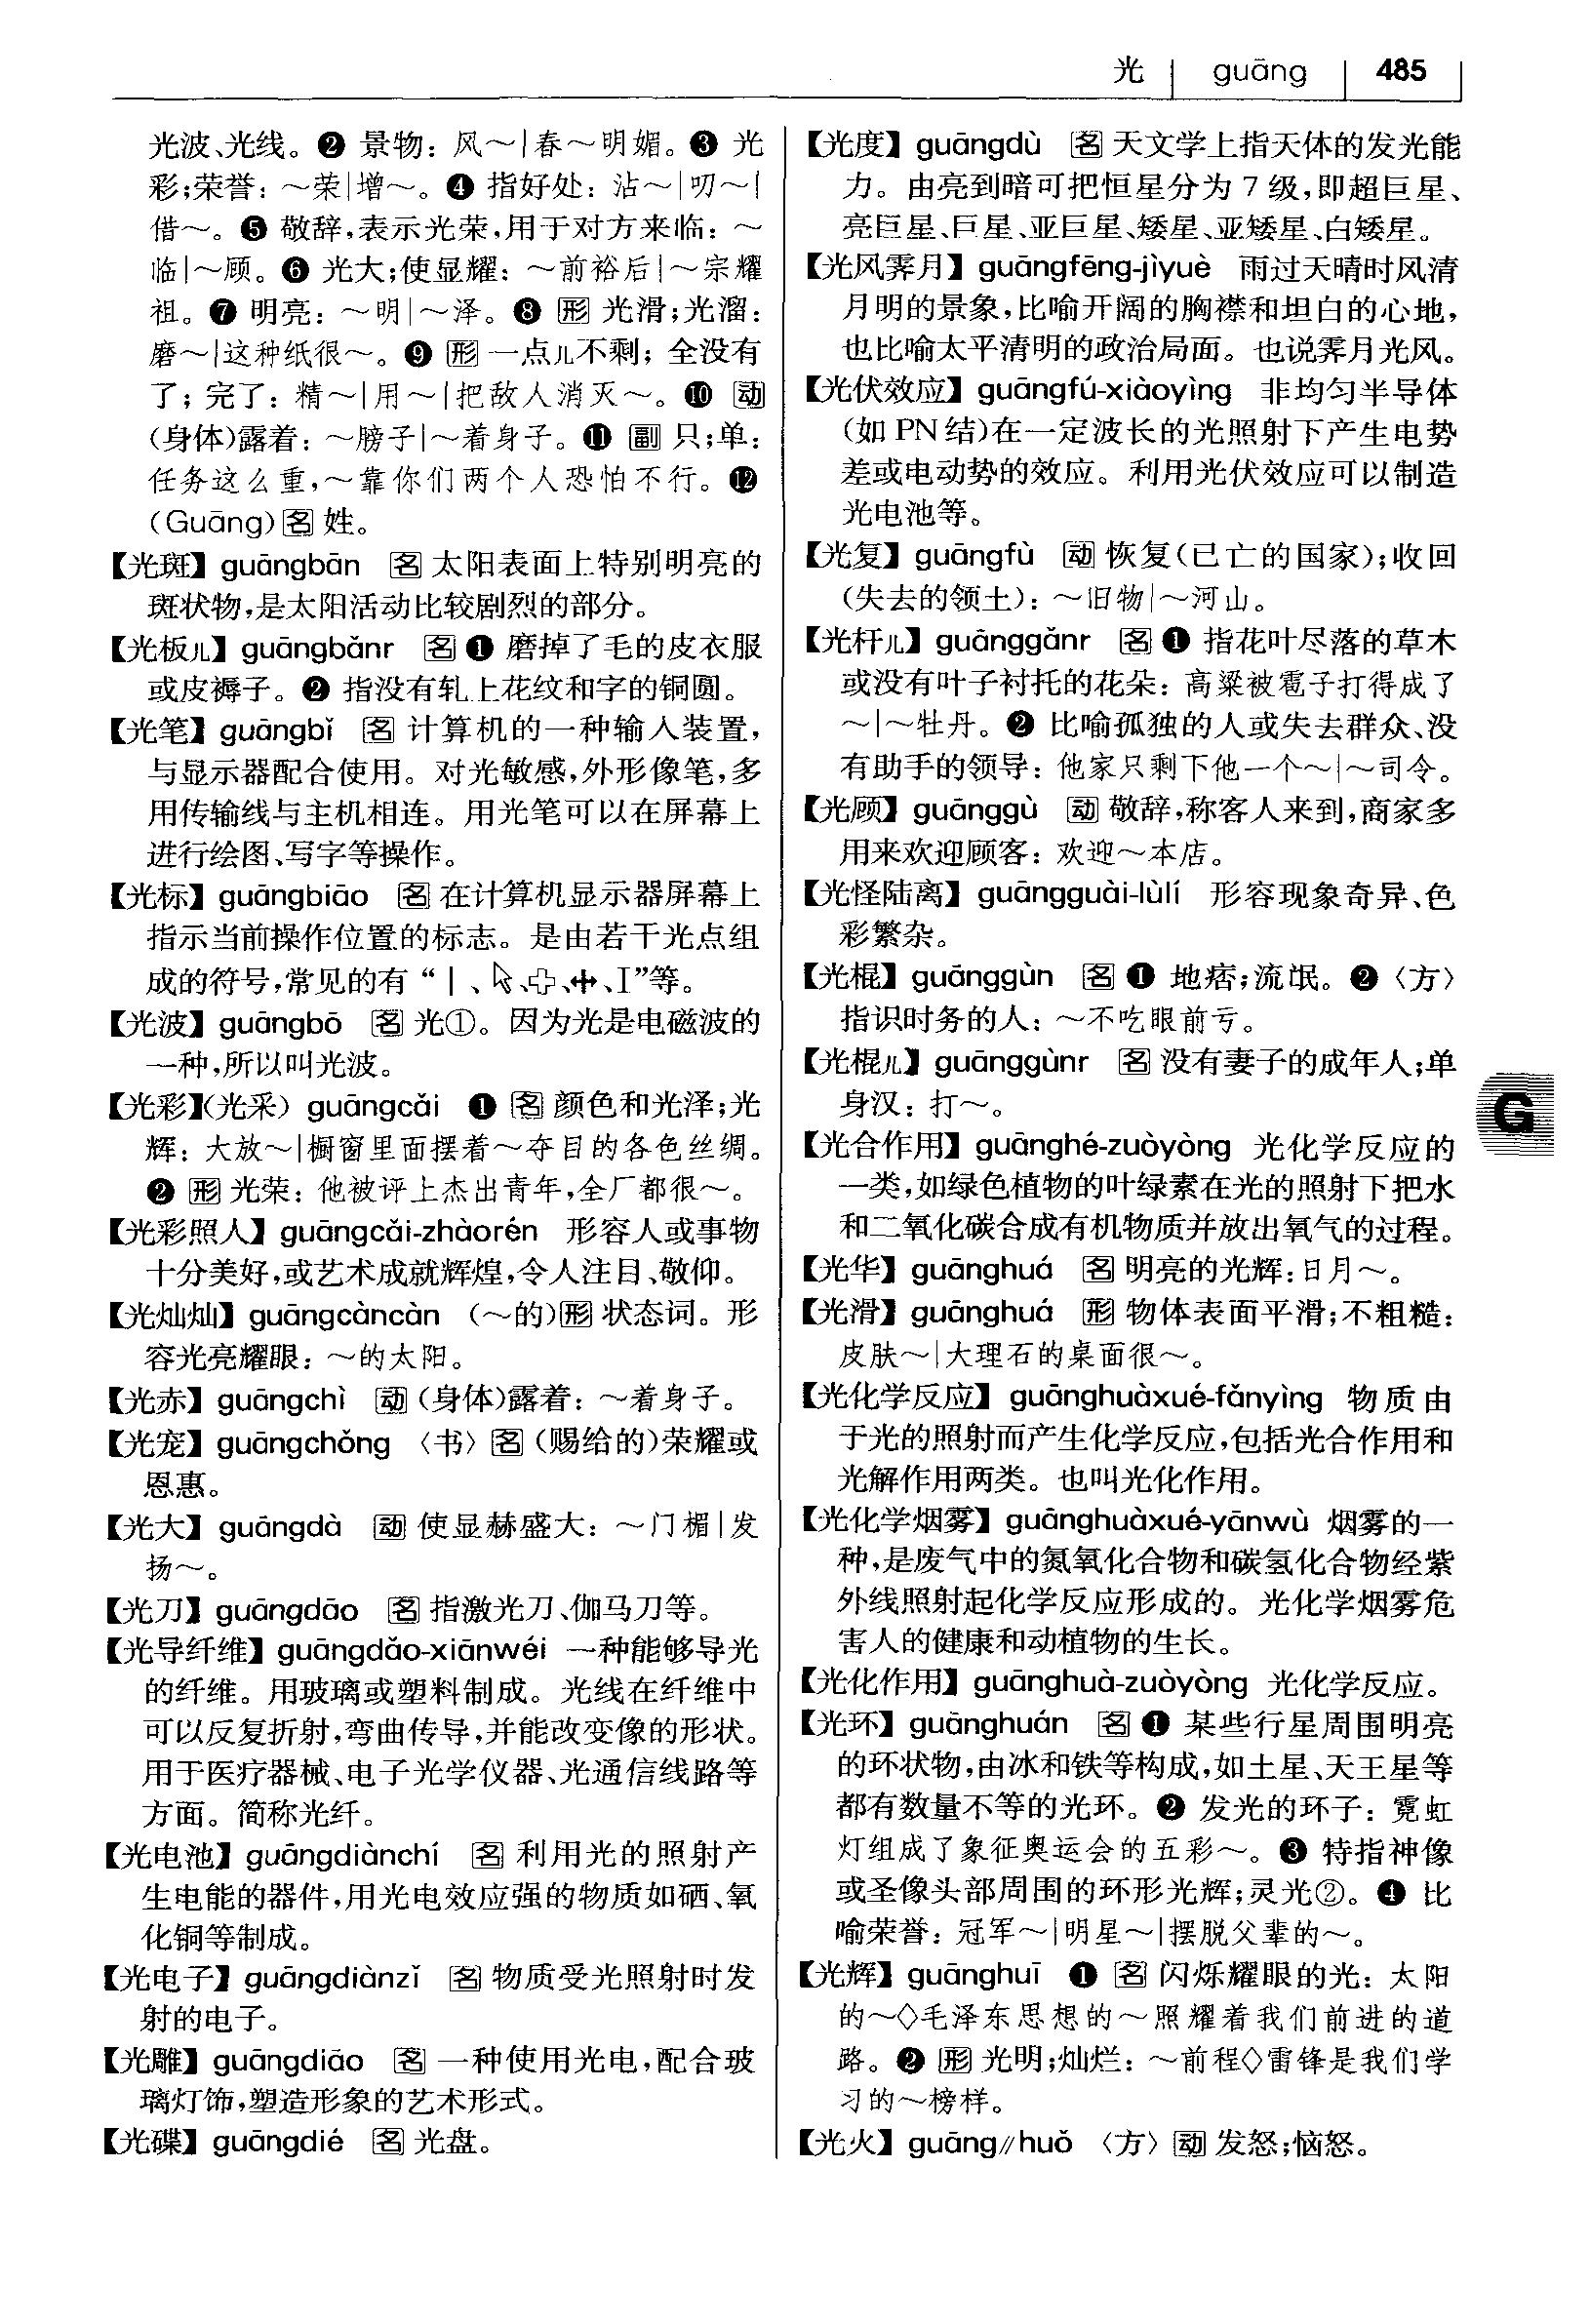 光 | guāng | 485
光波、光线。❷ 景物：风～|春～明媚。❸ 光
彩;荣誉：～荣|增～。❹ 指好处：沾～|叨～|
借～。❺ 敬辞,表示光荣,用于对方来临：～
临|～顾。❻ 光大;使显耀：～前裕后|～宗耀
祖。❼ 明亮：～明|～泽。❽ 形 光滑;光溜：
磨～|这种纸很～。❾ 形 一点儿不剩；全没有
了；完了：精～|用～|把敌人消灭～。❿ 动
(身体)露着：～膀子|～着身子。⓫ 副 只;单：
任务这么重,～靠你们两个人恐怕不行。⓬
(Guāng) 名 姓。
【光斑】guāngbān 名 太阳表面上特别明亮的
斑状物,是太阳活动比较剧烈的部分。
【光板儿】guāngbǎnr 名 ❶ 磨掉了毛的皮衣服
或皮褥子。❷ 指没有轧上花纹和字的铜圆。
【光笔】guāngbǐ 名 计算机的一种输入装置,
与显示器配合使用。对光敏感,外形像笔,多
用传输线与主机相连。用光笔可以在屏幕上
进行绘图、写字等操作。
【光标】guāngbiāo 名 在计算机显示器屏幕上
指示当前操作位置的标志。是由若干光点组
成的符号,常见的有“|、、、、I”等。
【光波】guāngbō 名 光①。因为光是电磁波的
一种,所以叫光波。
【光彩】(光采) guāngcǎi ❶ 名 颜色和光泽;光
辉：大放～|橱窗里面摆着～夺目的各色丝绸。
❷ 形 光荣：他被评上杰出青年,全厂都很～。
【光彩照人】guāngcǎi-zhàorén 形容人或事物
十分美好,或艺术成就辉煌,令人注目、敬仰。
【光灿灿】guāngcàncàn (～的)形 状态词。形
容光亮耀眼：～的太阳。
【光赤】guāngchì 动 (身体)露着：～着身子。
【光宠】guāngchǒng 〈书〉名 (赐给的)荣耀或
恩惠。
【光大】guāngdà 动 使显赫盛大：～门楣|发
扬～。
【光刀】guāngdāo 名 指激光刀、伽马刀等。
【光导纤维】guāngdǎo-xiānwéi 一种能够导光
的纤维。用玻璃或塑料制成。光线在纤维中
可以反复折射,弯曲传导,并能改变像的形状。
用于医疗器械、电子光学仪器、光通信线路等
方面。简称光纤。
【光电池】guāngdiànchí 名 利用光的照射产
生电能的器件,用光电效应强的物质如硒、氧
化铜等制成。
【光电子】guāngdiànzǐ 名 物质受光照射时发
射的电子。
【光雕】guāngdiāo 名 一种使用光电,配合玻
璃灯饰,塑造形象的艺术形式。
【光碟】guāngdié 名 光盘。
【光度】guāngdù 名 天文学上指天体的发光能
力。由亮到暗可把恒星分为 7 级,即超巨星、
亮巨星、巨星、亚巨星、矮星、亚矮星、白矮星。
【光风霁月】guāngfēng-jìyuè 雨过天晴时风清
月明的景象,比喻开阔的胸襟和坦白的心地,
也比喻太平清明的政治局面。也说霁月光风。
【光伏效应】guāngfú-xiàoyìng 非均匀半导体
(如 PN 结)在一定波长的光照射下产生电势
差或电动势的效应。利用光伏效应可以制造
光电池等。
【光复】guāngfù 动 恢复(已亡的国家);收回
(失去的领土)：～旧物|～河山。
【光杆儿】guānggǎnr 名 ❶ 指花叶尽落的草木
或没有叶子衬托的花朵：高粱被雹子打得成了
～|～牡丹。❷ 比喻孤独的人或失去群众、没
有助手的领导：他家只剩下他一个～|～司令。
【光顾】guānggù 动 敬辞,称客人来到,商家多
用来欢迎顾客：欢迎～本店。
【光怪陆离】guāngguài-lùlí 形容现象奇异、色
彩繁杂。
【光棍】guānggùn 名 ❶ 地痞;流氓。❷〈方〉
指识时务的人：～不吃眼前亏。
【光棍儿】guānggùnr 名 没有妻子的成年人;单
身汉：打～。
【光合作用】guānghé-zuòyòng 光化学反应的
一类,如绿色植物的叶绿素在光的照射下把水
和二氧化碳合成有机物质并放出氧气的过程。
【光华】guānghuá 名 明亮的光辉：日月～。
【光滑】guānghuá 形 物体表面平滑;不粗糙：
皮肤～|大理石的桌面很～。
【光化学反应】guānghuàxué-fǎnyìng 物质由
于光的照射而产生化学反应,包括光合作用和
光解作用两类。也叫光化作用。
【光化学烟雾】guānghuàxué-yānwù 烟雾的一
种,是废气中的氮氧化合物和碳氢化合物经紫
外线照射起化学反应形成的。光化学烟雾危
害人的健康和动植物的生长。
【光化作用】guānghuà-zuòyòng 光化学反应。
【光环】guānghuán 名 ❶ 某些行星周围明亮
的环状物,由冰和铁等构成,如土星、天王星等
都有数量不等的光环。❷ 发光的环子：霓虹
灯组成了象征奥运会的五彩～。❸ 特指神像
或圣像头部周围的环形光辉;灵光②。❹ 比
喻荣誉：冠军～|明星～|摆脱父辈的～。
【光辉】guānghuī ❶ 名 闪烁耀眼的光：太阳
的～◇毛泽东思想的～照耀着我们前进的道
路。❷ 形 光明;灿烂：～前程◇雷锋是我们学
习的～榜样。
【光火】guāng∥huǒ 〈方〉动 发怒;恼怒。
G